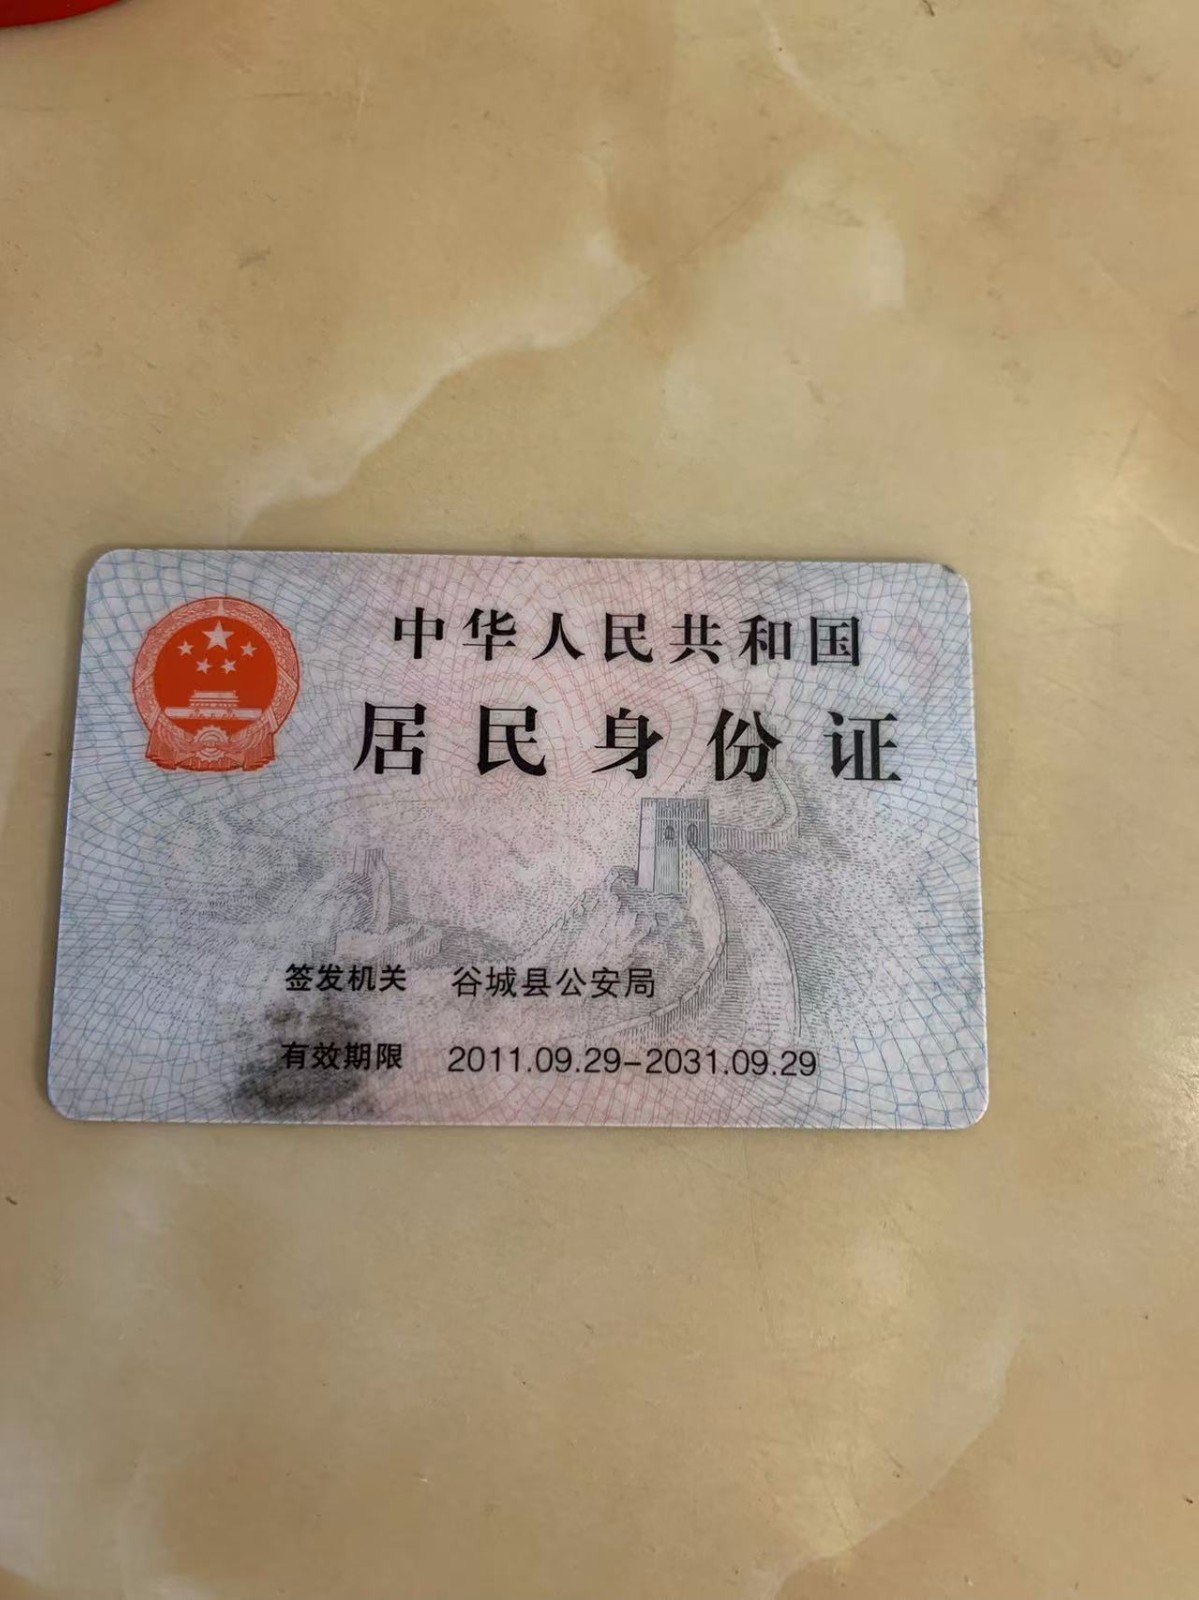 中华人民共和国
居民身份证
签发机关 谷城县公安局
有效期限 2011.09.29-2031.09.29